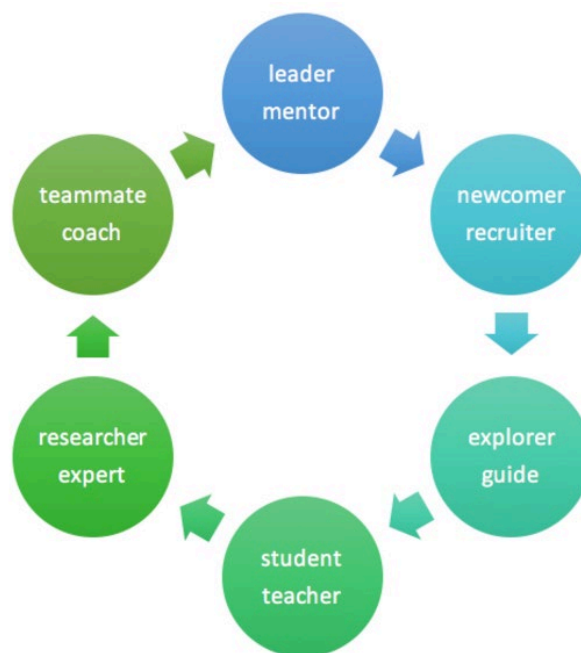 leader
mentor
newcomer
recruiter
explorer
guide
student
teacher
researcher
expert
teammate
coach